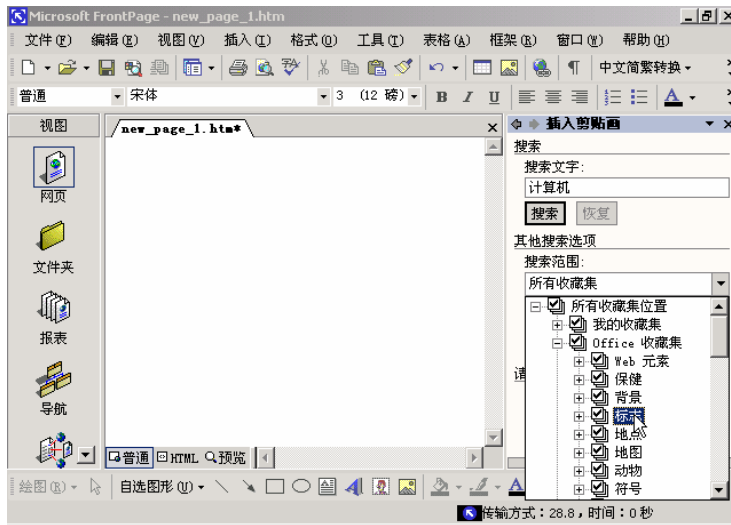 Microsoft FrontPage - new_page_1.htm
文件(F) 编辑(E) 视图(V) 插入(I) 格式(O) 工具(T) 表格(A) 框架(R) 窗口(W) 帮助(H)
中文简繁转换
普通 宋体 3 (12 磅) B I U A
视图
new_page_1.htm*
插入剪贴画
搜索
搜索文字:
计算机
搜索 恢复
其他搜索选项
搜索范围:
所有收藏集
所有收藏集位置
我的收藏集
Office 收藏集
Web 元素
保健
背景
标志
地点
地图
动物
符号
请
网页
文件夹
报表
导航
普通 HTML 预览
绘图(R) 自选图形(U) A
传输方式：28.8，时间：0 秒